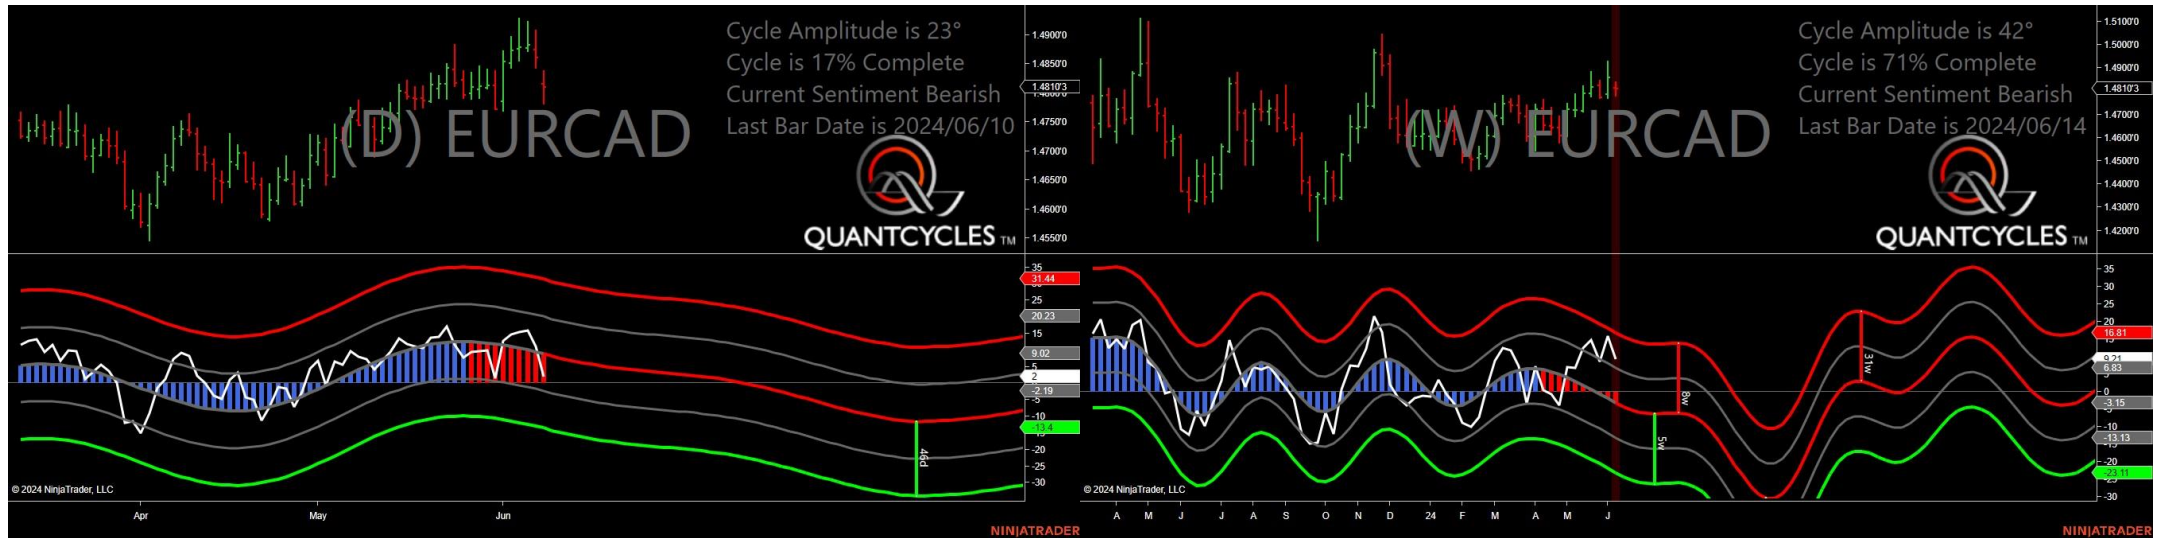 Cycle Amplitude is 23°
Cycle is 17% Complete
Current Sentiment Bearish
Last Bar Date is 2024/06/10
(D) EURCAD
QUANTCYCLES TM
1.4900'0
1.4850'0
1.4810'3
1.4750'0
1.4700'0
1.4650'0
1.4600'0
1.4550'0
35
31.44
25
20.23
15
9.02
5
2
-2.19
-5
-10
-13.4
-20
-25
-30
46d
© 2024 NinjaTrader, LLC
Apr May Jun
NINJATRADER
Cycle Amplitude is 42°
Cycle is 71% Complete
Current Sentiment Bearish
Last Bar Date is 2024/06/14
(W) EURCAD
QUANTCYCLES TM
1.5100'0
1.5000'0
1.4900'0
1.4810'3
1.4700'0
1.4600'0
1.4500'0
1.4400'0
1.4300'0
1.4200'0
35
30
25
20
16.81
9.21
6.83
0
-3.15
-10
-13.13
-20
-23.11
-30
8w
5w
31w
© 2024 NinjaTrader, LLC
A M J J A S O N D 24 F M A M J
NINJATRADER